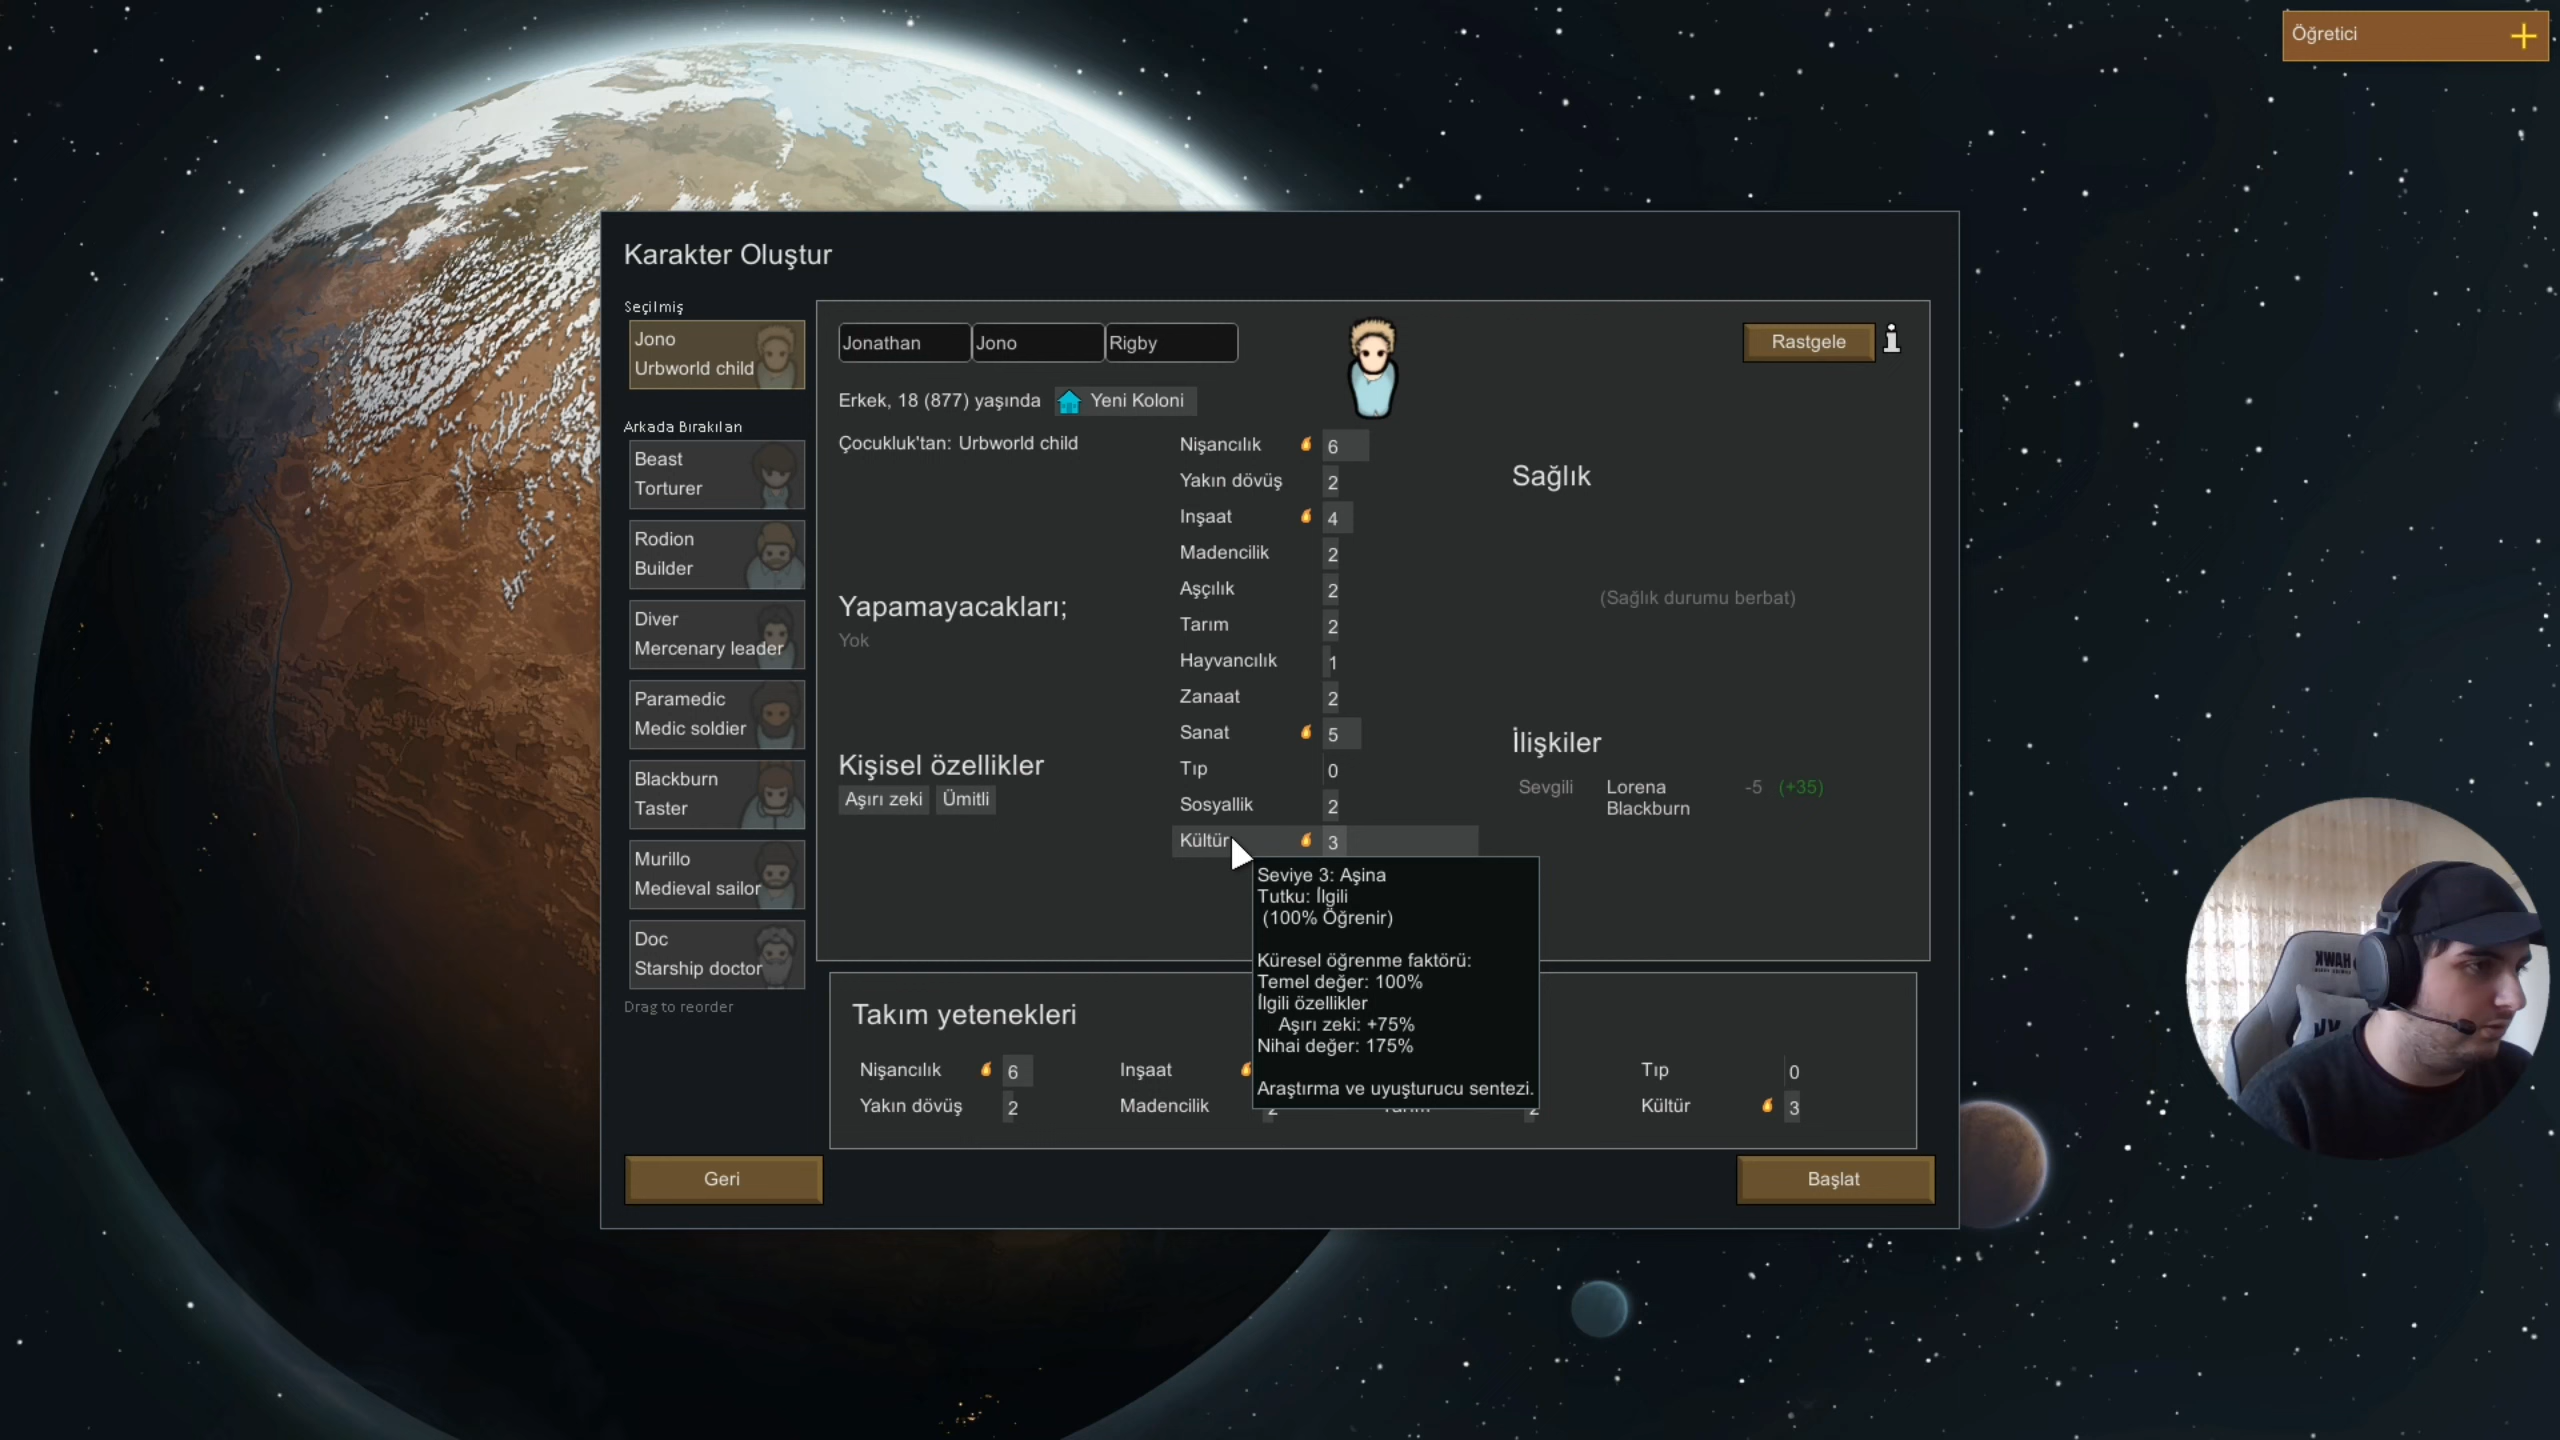 Öğretici
Karakter Oluştur
Seçilmiş
Jono
Urbworld child
Arkada Bırakılan
Beast
Torturer
Rodion
Builder
Diver
Mercenary leader
Paramedic
Medic soldier
Blackburn
Taster
Murillo
Medieval sailor
Doc
Starship doctor
Drag to reorder
Jonathan
Jono
Rigby
Rastgele
Erkek, 18 (877) yaşında
Yeni Koloni
Çocukluk'tan: Urbworld child
Yapamayacakları;
Yok
Kişisel özellikler
Aşırı zeki
Ümitli
Nişancılık 6
Yakın dövüş 2
Inşaat 4
Madencilik 2
Aşçılık 2
Tarım 2
Hayvancılık 1
Zanaat 2
Sanat 5
Tıp 0
Sosyallik 2
Kültür 3
Sağlık
(Sağlık durumu berbat)
İlişkiler
Sevgili Lorena -5 (+35)
Blackburn
Seviye 3: Aşina
Tutku: İlgili
(100% Öğrenir)
Küresel öğrenme faktörü:
Temel değer: 100%
İlgili özellikler
Aşırı zeki: +75%
Nihai değer: 175%
Araştırma ve uyuşturucu sentezi.
Takım yetenekleri
Nişancılık 6
Inşaat
Tıp 0
Yakın dövüş 2
Madencilik 2
2
Kültür 3
Geri
Başlat
HAWK